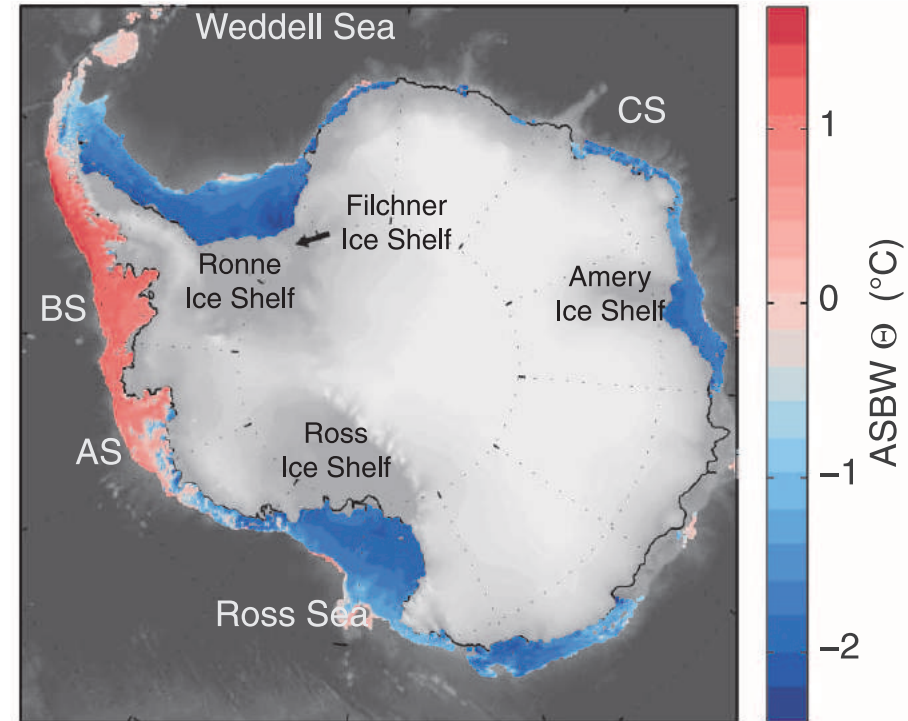 Weddell Sea
CS
Filchner
Ice Shelf
Ronne
Ice Shelf
Amery
Ice Shelf
BS
Ross
Ice Shelf
AS
Ross Sea
1
0
−1
−2
ASBW Θ (°C)